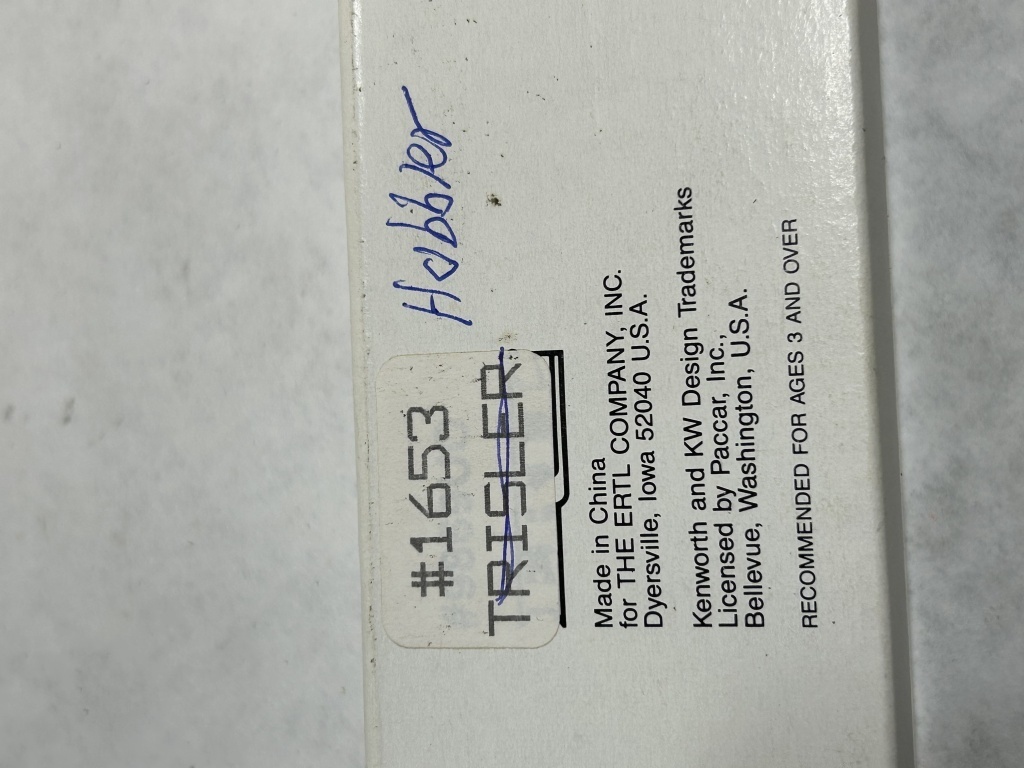 #1653
TRISLER
Made in China
for THE ERTL COMPANY, INC.
Dyersville, Iowa 52040 U.S.A.
Kenworth and KW Design Trademarks
Licensed by Paccar, Inc.,
Bellevue, Washington, U.S.A.
RECOMMENDED FOR AGES 3 AND OVER